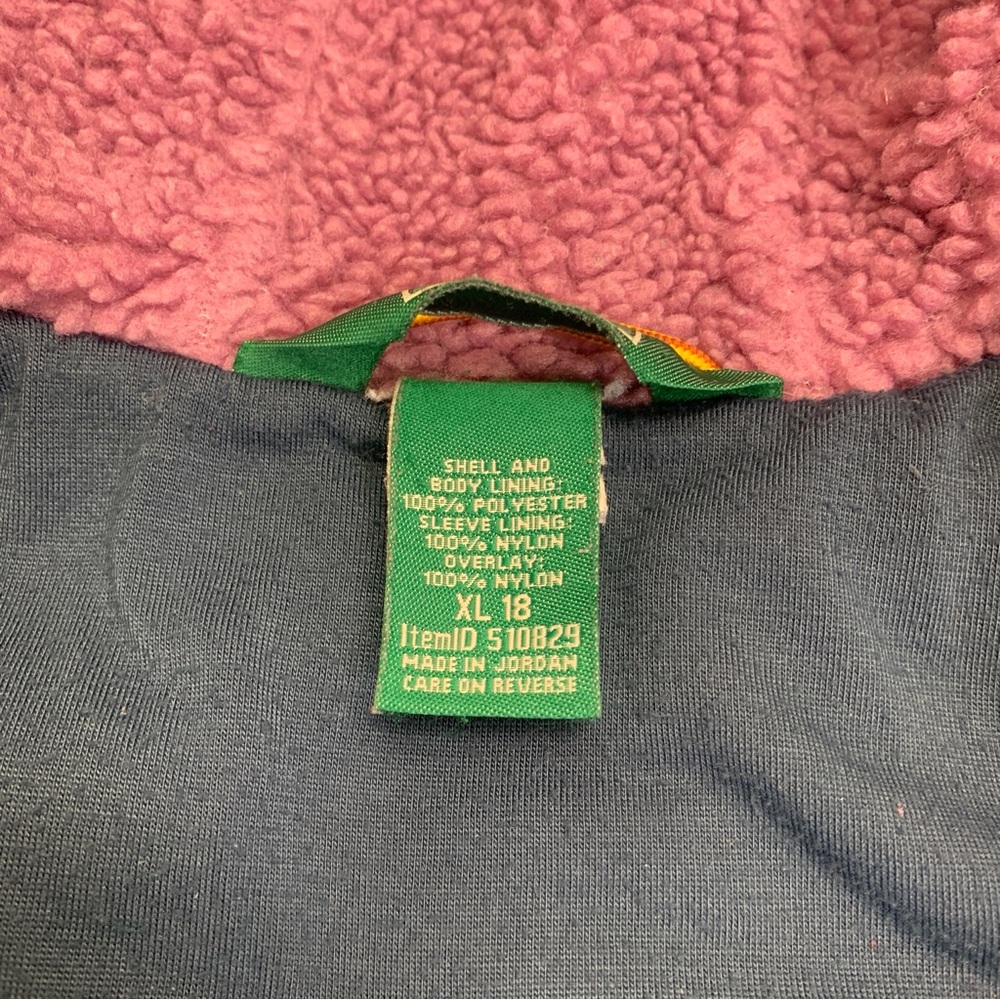 SHELL AND
BODY LINING:
100% POLYESTER
SLEEVE LINING:
100% NYLON
OVERLAY:
100% NYLON
XL 18
ItemID 510829
MADE IN JORDAN
CARE ON REVERSE